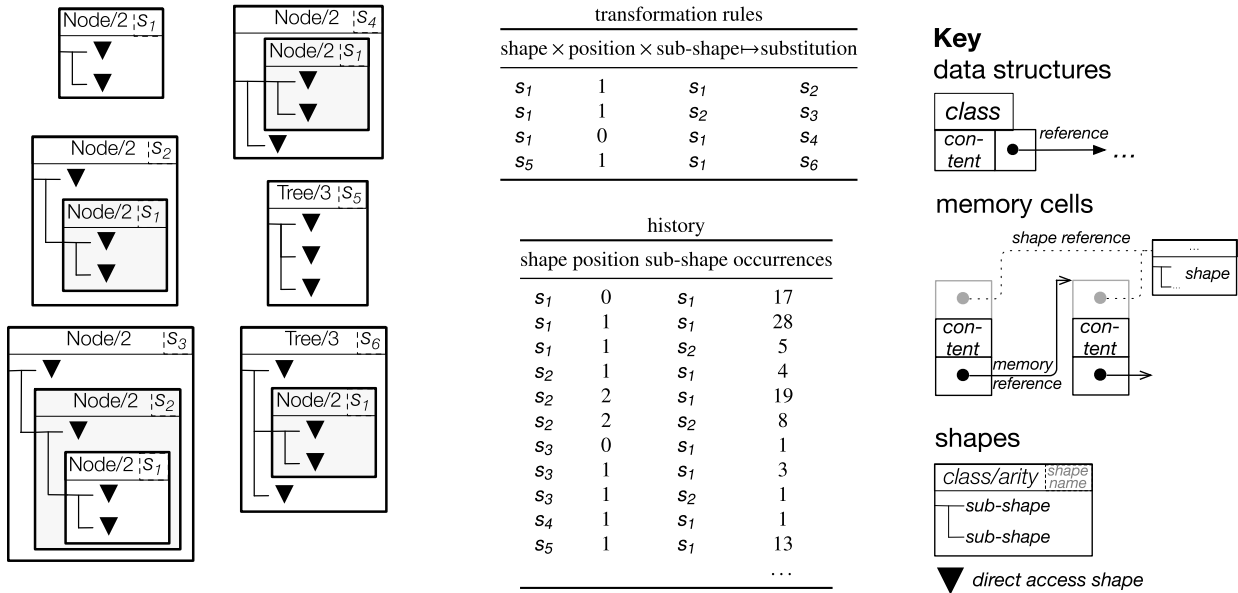 Node/2 s1
Node/2 s4
Node/2 s1
Node/2 s2
Node/2 s1
Tree/3 s5
Node/2 s3
Node/2 s2
Node/2 s1
Tree/3 s6
Node/2 s1
transformation rules
shape × position × sub-shape↦substitution
s1 1 s1 s2
s1 1 s2 s3
s1 0 s1 s4
s5 1 s1 s6
history
shape position sub-shape occurrences
s1 0 s1 17
s1 1 s1 28
s1 1 s2 5
s2 1 s1 4
s2 2 s1 19
s2 2 s2 8
s3 0 s1 1
s3 1 s1 3
s3 1 s2 1
s4 1 s1 1
s5 1 s1 13
...
Key
data structures
class
con-
tent
reference
...
memory cells
shape reference
...
shape
...
con-
tent
memory
reference
con-
tent
shapes
class/arity
shape
name
sub-shape
sub-shape
direct access shape